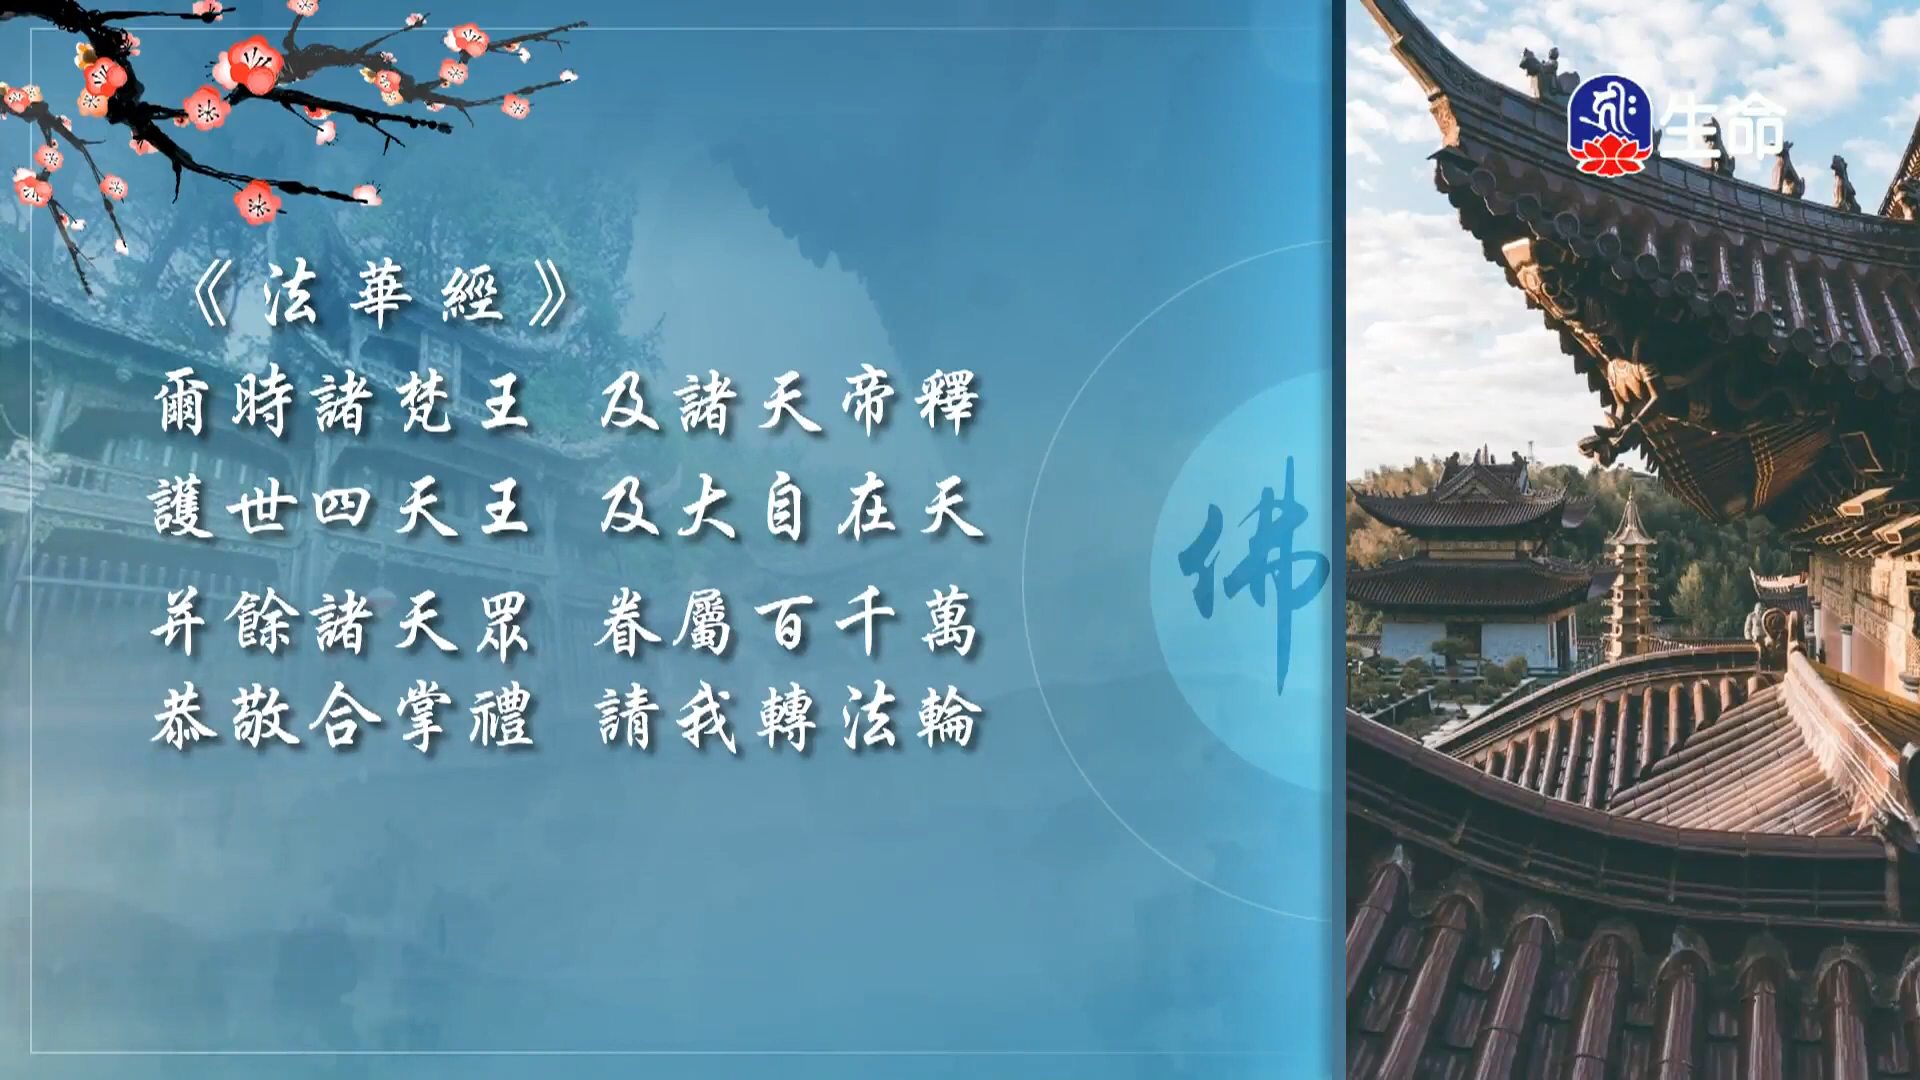 《法華經》
爾時諸梵王 及諸天帝釋
護世四天王 及大自在天
并餘諸天眾 眷屬百千萬
恭敬合掌禮 請我轉法輪
佛
生命